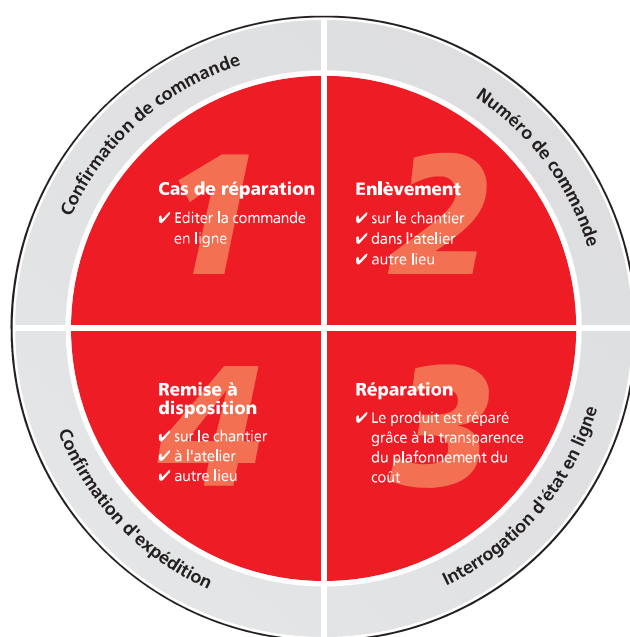 Confirmation de commande
1
Cas de réparation
✔ Editer la commande
en ligne
Numéro de commande
2
Enlèvement
✔ sur le chantier
✔ dans l'atelier
✔ autre lieu
Interrogation d'état en ligne
3
Réparation
✔ Le produit est réparé
grâce à la transparence
du plafonnement du
coût
Confirmation d'expédition
4
Remise à
disposition
✔ sur le chantier
✔ à l'atelier
✔ autre lieu